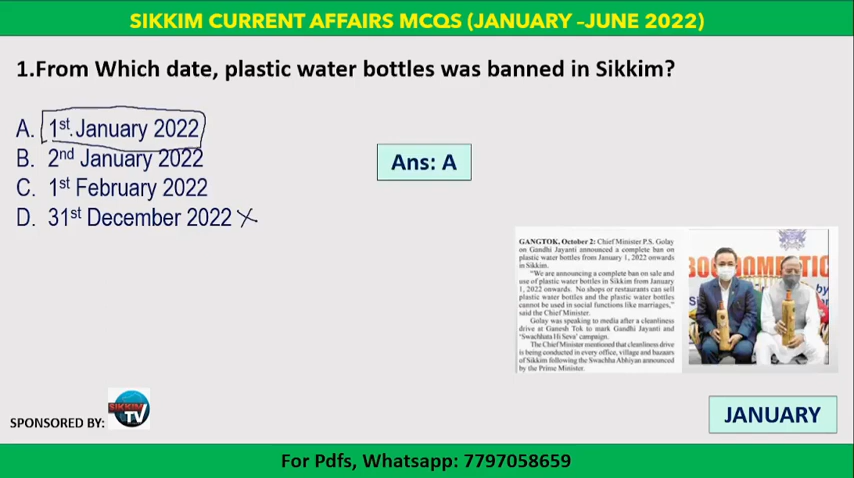 SIKKIM CURRENT AFFAIRS MCQS (JANUARY –JUNE 2022)
1.From Which date, plastic water bottles was banned in Sikkim?
A. 1st January 2022
B. 2nd January 2022
C. 1st February 2022
D. 31st December 2022
Ans: A
GANGTOK, October 2: Chief Minister P.S. Golay
on Gandhi Jayanti announced a complete ban on
plastic water bottles from January 1, 2022 onwards
in Sikkim.
"We are announcing a complete ban on sale and
use of plastic water bottles in Sikkim from January
1, 2022 onwards. No shops or restaurants can sell
plastic water bottles and the plastic water bottles
cannot be used in social functions like marriages,"
said the Chief Minister.
Golay was speaking to media after a cleanliness
drive at Ganesh Tok to mark Gandhi Jayanti and
'Swachhata Hi Seva' campaign.
The Chief Minister mentioned that cleanliness drive
is being conducted in every office, village and bazaars
of Sikkim following the Swachha Abhiyan announced
by the Prime Minister.
SPONSORED BY:
SIKKIM
TV
JANUARY
For Pdfs, Whatsapp: 7797058659